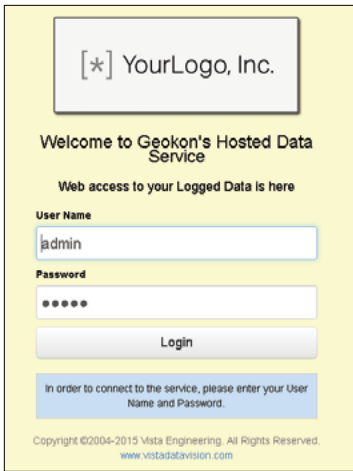 [*] YourLogo, Inc.
Welcome to Geokon's Hosted Data
Service
Web access to your Logged Data is here
User Name
admin
Password
●●●●●
Login
In order to connect to the service, please enter your User
Name and Password.
Copyright ©2004-2015 Vista Engineering. All Rights Reserved.
www.vistadatavision.com